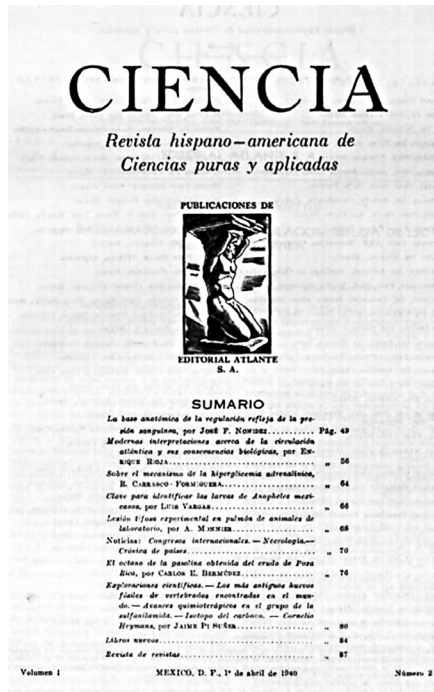 CIENCIA
Revista hispano-americana de
Ciencias puras y aplicadas
PUBLICACIONES DE
EDITORIAL ATLANTE
S. A.
SUMARIO
La base anatómica de la regulación refleja de la pre-
sión sanguínea, por JOSÉ F. NONIDEZ........... Pág. 49
Modernas interpretaciones acerca de la circulación
atlántica y sus consecuencias biológicas, por EN-
RIQUE RIOJA........................... „ 56
Sobre el mecanismo de la hiperglicemia adrenalínica,
R. CARRASCO-FORMIGUERA.................. „ 64
Clave para identificar las larvas de Anopheles mexi-
canos, por LUIS VARGAS..................... „ 66
Lesión tifosa experimental en pulmón de animales de
laboratorio, por A. MONNIER................. „ 68
Noticias: Congresos internacionales.—Necrología.—
Crónica de países........................... „ 70
El octano de la gasolina obtenida del crudo de Poza
Rica, por CARLOS E. BERMÚDEZ.............. „ 76
Exploraciones científicas.—Los más antiguos huevos
fósiles de vertebrados encontrados en el mun-
do.—Avances quimioterápicos en el grupo de la
sulfanilamida.—Isotopo del carbono.—Cornelio
Heymans, por JAIME PI SUÑER................ „ 80
Libros nuevos................................ „ 84
Revista de revistas............................ „ 87
Volumen 1 MEXICO, D. F., 1º de abril de 1940 Número 2